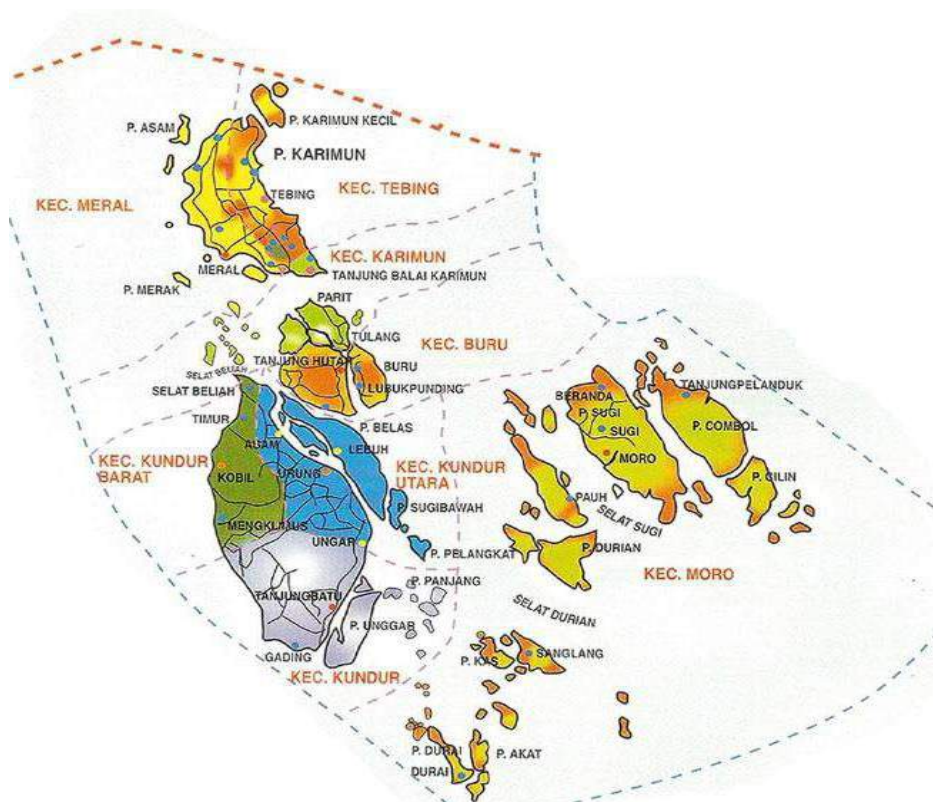 P. KARIMUN KECIL
P. ASAM
P. KARIMUN
KEC. TEBING
TEBING
KEC. MERAL
KEC. KARIMUN
MERAL
TANJUNG BALAI KARIMUN
P. MERAK
PARIT
TULANG
KEC. BURU
TANJUNG HUTAN
BURU
SELAT BELIAH
SELAT BELIAH
LUBUKPUNDING
TIMUR
P. BELAS
ASAM
LEBUH
KEC. KUNDUR
BARAT
KOBIL
URUNG
KEC. KUNDUR
UTARA
P. SUGIBAWAH
MENGKLIMUS
UNGAR
P. PELANGKAT
P. PANJANG
TANJUNGBATU
P. UNGGAR
GADING
KEC. KUNDUR
TANJUNGPELANDUK
BERANDA
P. SUGI
SUGI
P. COMBOL
MORO
P. CILIN
PAUH
SELAT SUGI
P. DURIAN
KEC. MORO
SELAT DURIAN
SANGLANG
P. KAS
P. DURAI
P. AKAT
DURAI